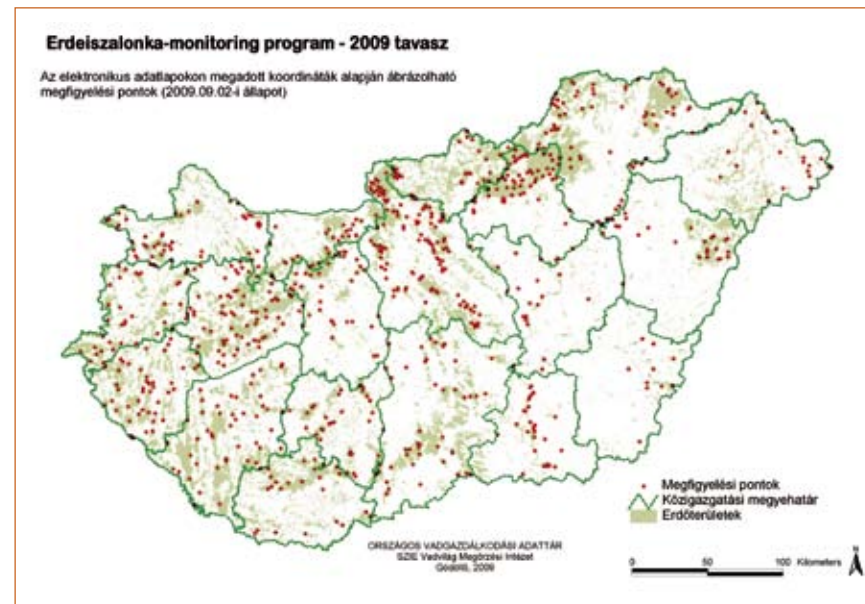 Erdeiszalonka-monitoring program - 2009 tavasz
Az elektronikus adatlapokon megadott koordináták alapján ábrázolható
megfigyelési pontok (2009.09.02-i állapot)
Megfigyelési pontok
Közigazgatási megyehatár
Erdőterületek
ORSZÁGOS VADGAZDÁLKODÁSI ADATTÁR
SZIE Vadvilág Megőrzési Intézet
Gödöllő, 2009
0 50 100 Kilometers
N